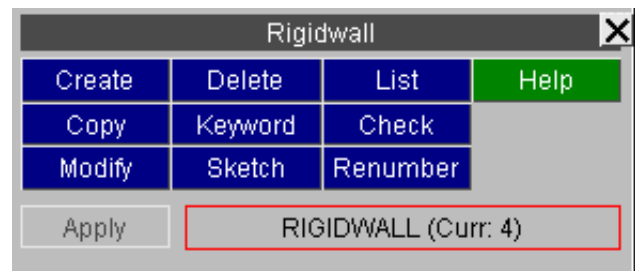 Rigidwall
Create Delete List Help
Copy Keyword Check
Modify Sketch Renumber
Apply RIGIDWALL (Curr: 4)